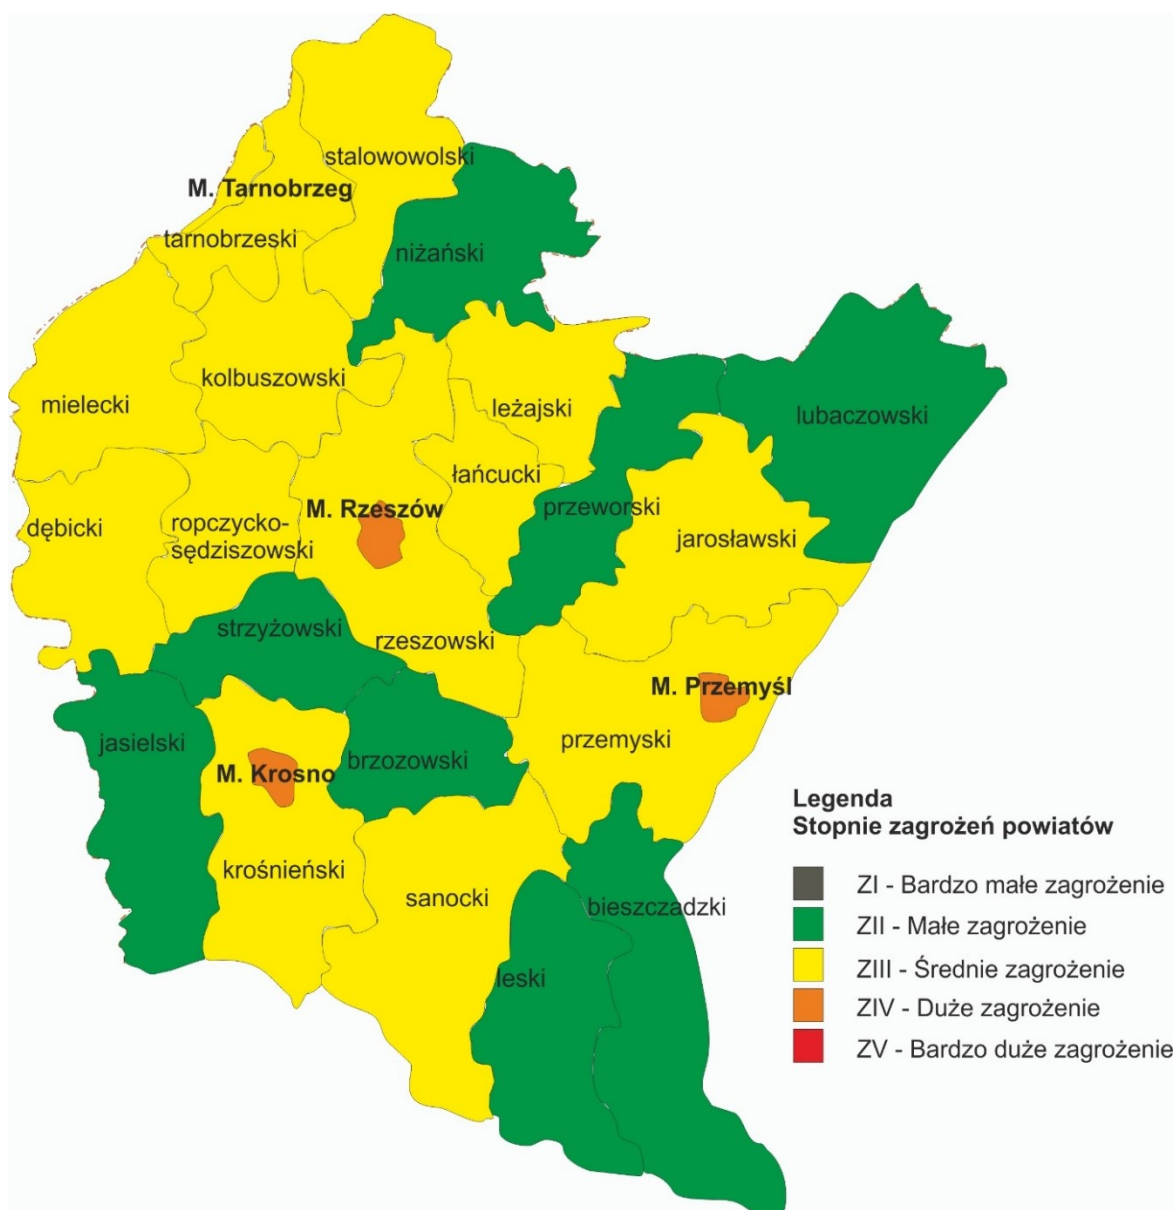 stalowowolski
M. Tarnobrzeg
tarnobrzeski
niżański
kolbuszowski
mielecki
leżajski
lubaczowski
łańcucki
M. Rzeszów
przeworski
dębicki
ropczycko-
sędziszowski
jarosławski
strzyżowski
rzeszowski
M. Przemyśl
jasielski
przemyski
brzozowski
M. Krosno
krośnieński
sanocki
bieszczadzki
leski
Legenda
Stopnie zagrożeń powiatów
ZI - Bardzo małe zagrożenie
ZII - Małe zagrożenie
ZIII - Średnie zagrożenie
ZIV - Duże zagrożenie
ZV - Bardzo duże zagrożenie